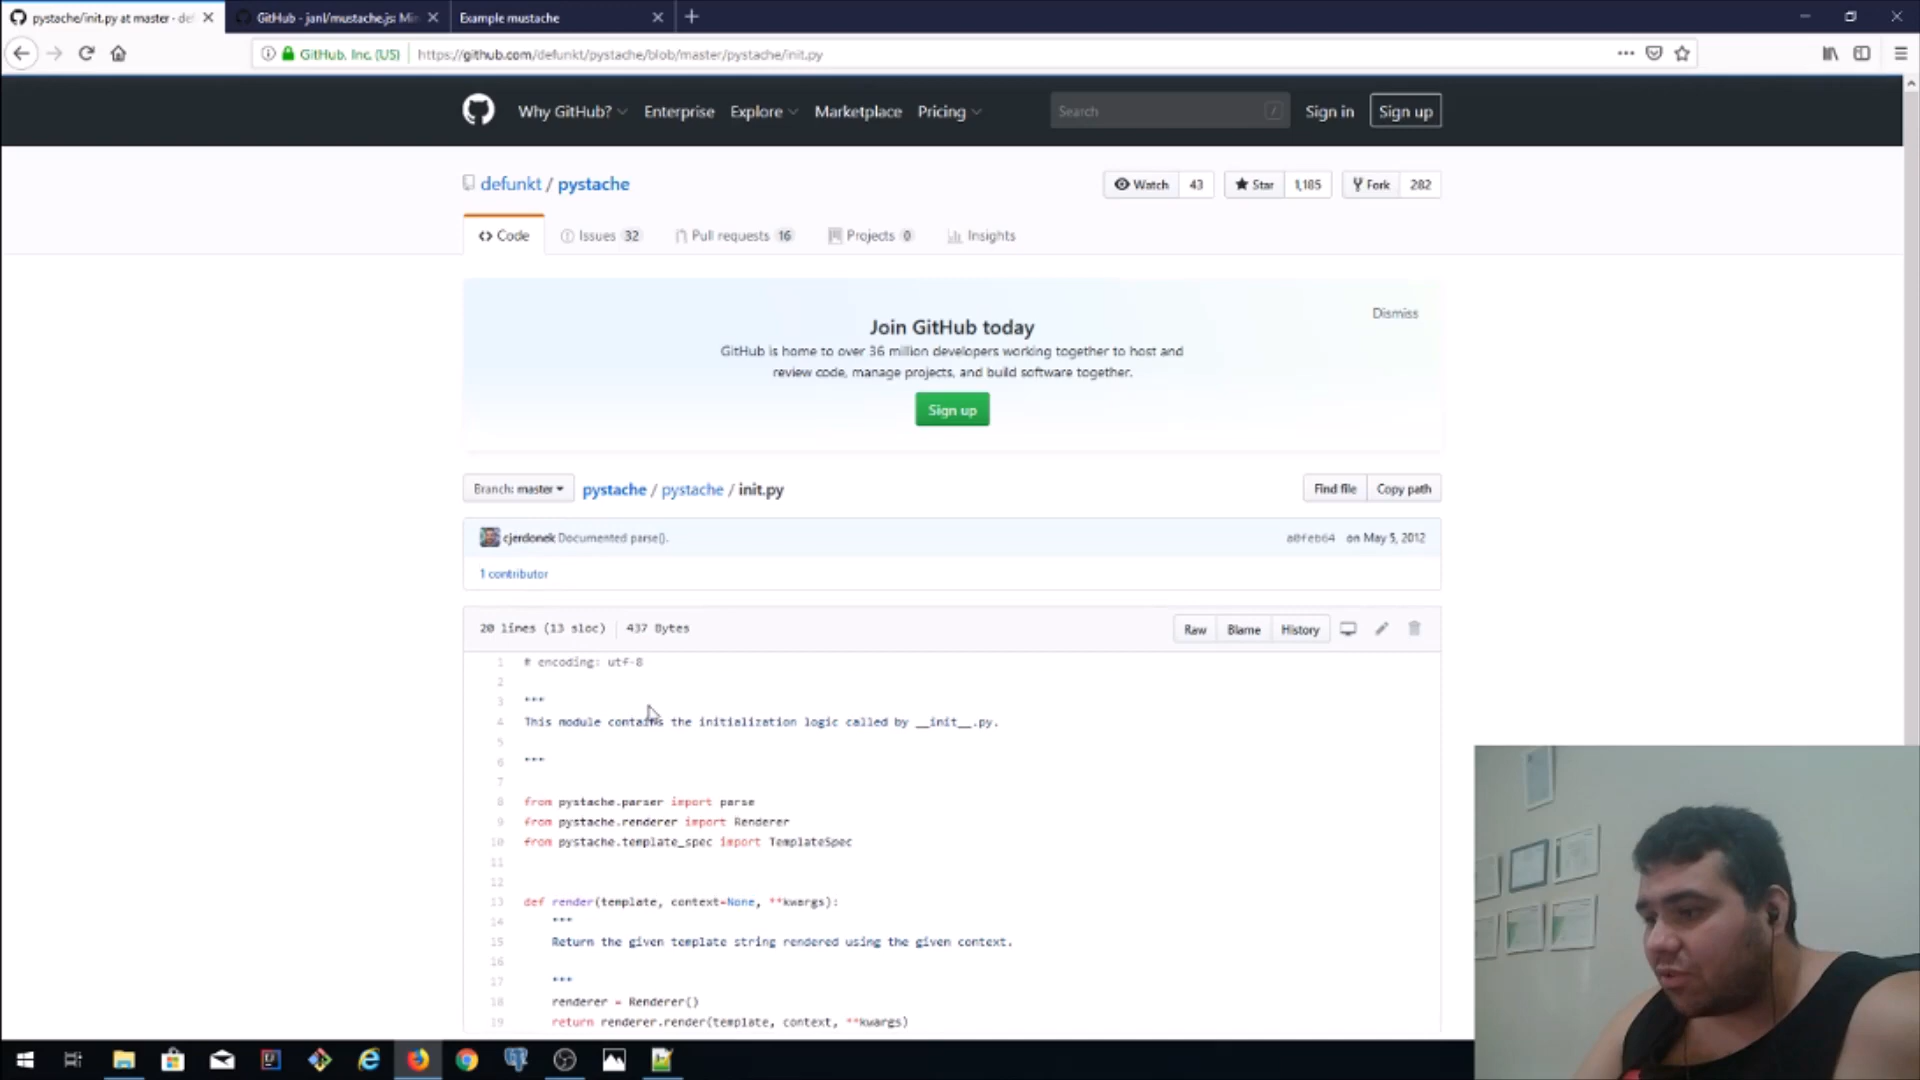 pystache/init.py at master · def
GitHub - janl/mustache.js: Min
Example mustache
GitHub, Inc. (US)
https://github.com/defunkt/pystache/blob/master/pystache/init.py
Why GitHub? Enterprise Explore Marketplace Pricing
Search /
Sign in Sign up
defunkt / pystache
Watch 43 Star 1,185 Fork 282
Code Issues 32 Pull requests 16 Projects 0 Insights
Dismiss
Join GitHub today
GitHub is home to over 36 million developers working together to host and
review code, manage projects, and build software together.
Sign up
Branch: master pystache / pystache / init.py
Find file Copy path
cjerdonek Documented parse().
a0feb64 on May 5, 2012
1 contributor
20 lines (13 sloc) 437 Bytes
Raw Blame History
1 # encoding: utf-8
2
3 """
4 This module contains the initialization logic called by __init__.py.
5
6 """
7
8 from pystache.parser import parse
9 from pystache.renderer import Renderer
10 from pystache.template_spec import TemplateSpec
11
12
13 def render(template, context=None, **kwargs):
14 """
15 Return the given template string rendered using the given context.
16
17 """
18 renderer = Renderer()
19 return renderer.render(template, context, **kwargs)